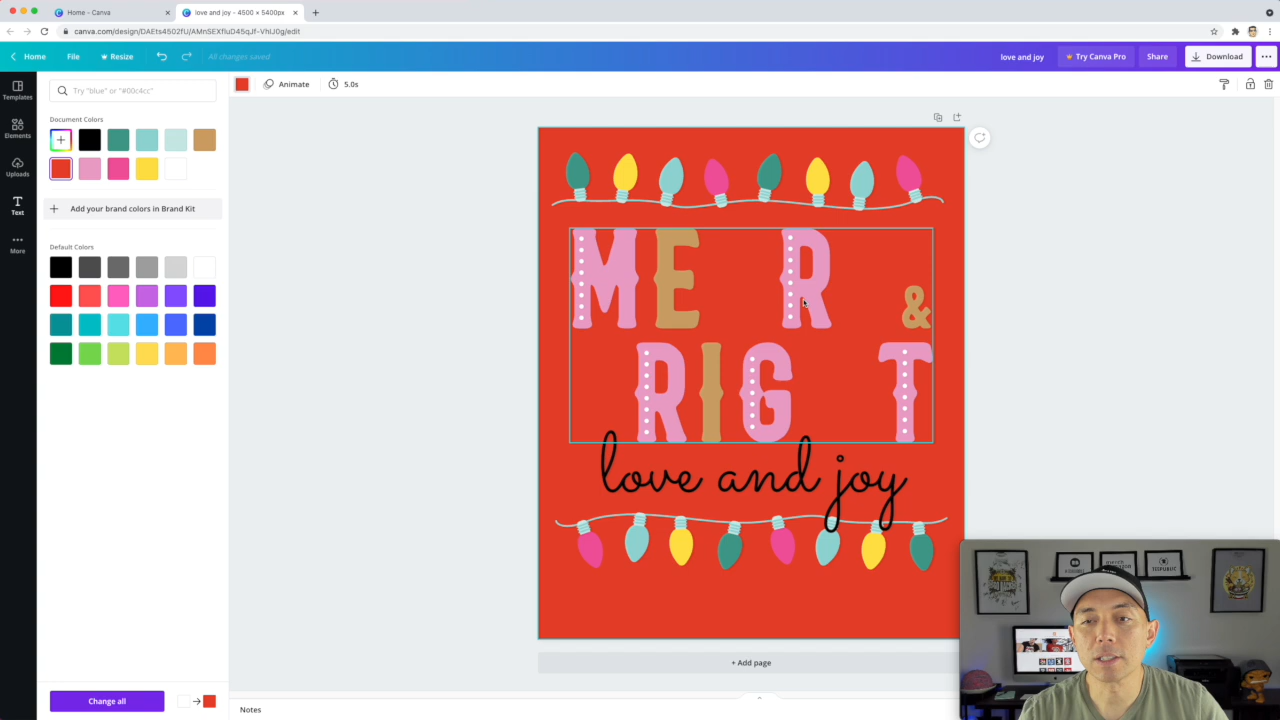 Home - Canva
love and joy - 4500 × 5400px
canva.com/design/DAEts4502fU/AMnSEXfluD45qJf-VhIJ0g/edit
Home
File
Resize
All changes saved
love and joy
Try Canva Pro
Share
Download
Templates
Elements
Uploads
Text
More
Try "blue" or "#00c4cc"
Document Colors
Add your brand colors in Brand Kit
Default Colors
Change all
Animate
5.0s
ME R &
RIG T
love and joy
+ Add page
Notes